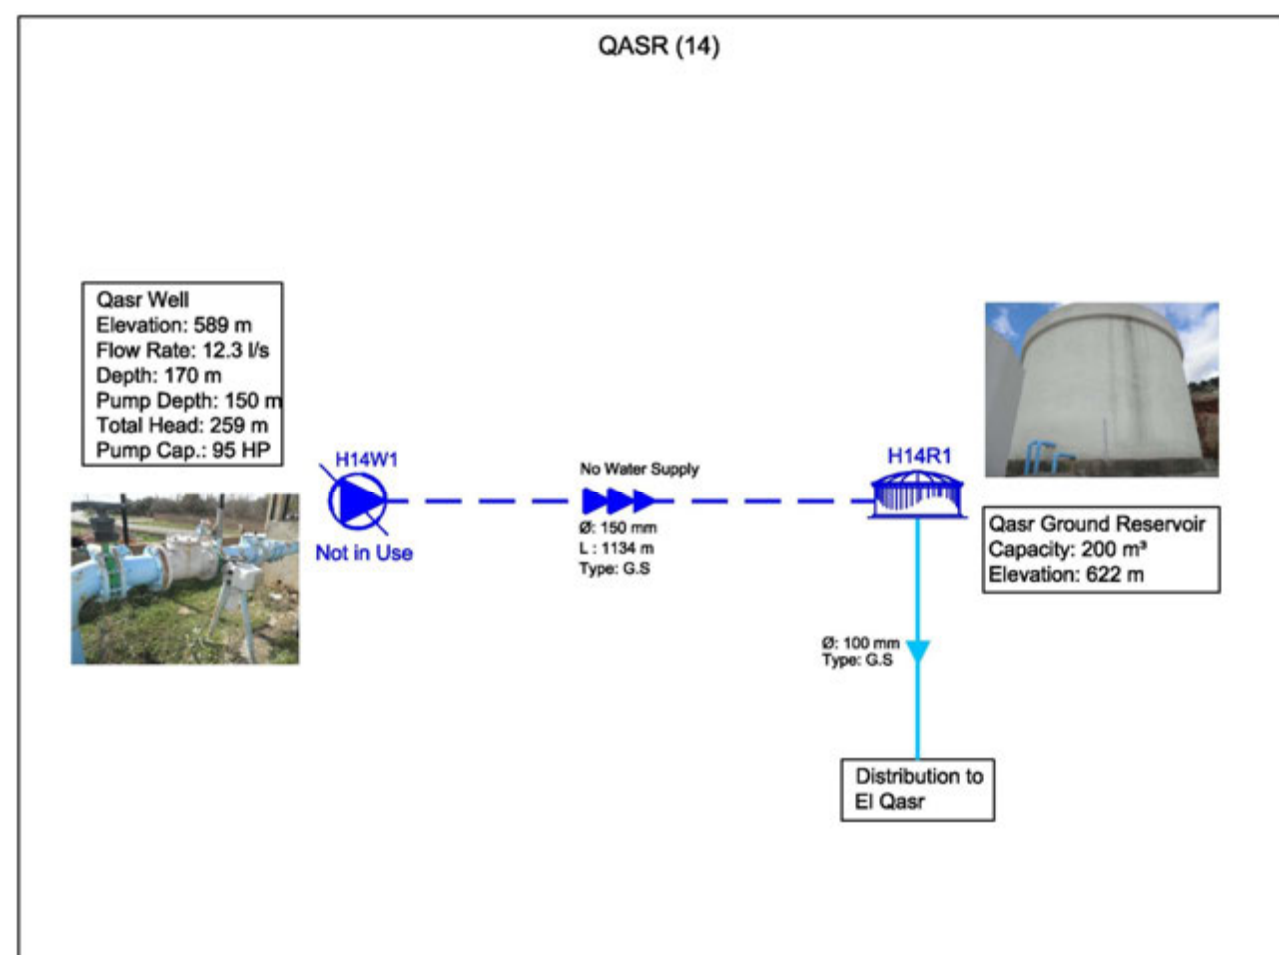 QASR (14)
Qasr Well
Elevation: 589 m
Flow Rate: 12.3 l/s
Depth: 170 m
Pump Depth: 150 m
Total Head: 259 m
Pump Cap.: 95 HP
H14W1
Not in Use
No Water Supply
Ø: 150 mm
L : 1134 m
Type: G.S
H14R1
Qasr Ground Reservoir
Capacity: 200 m³
Elevation: 622 m
Ø: 100 mm
Type: G.S
Distribution to
El Qasr